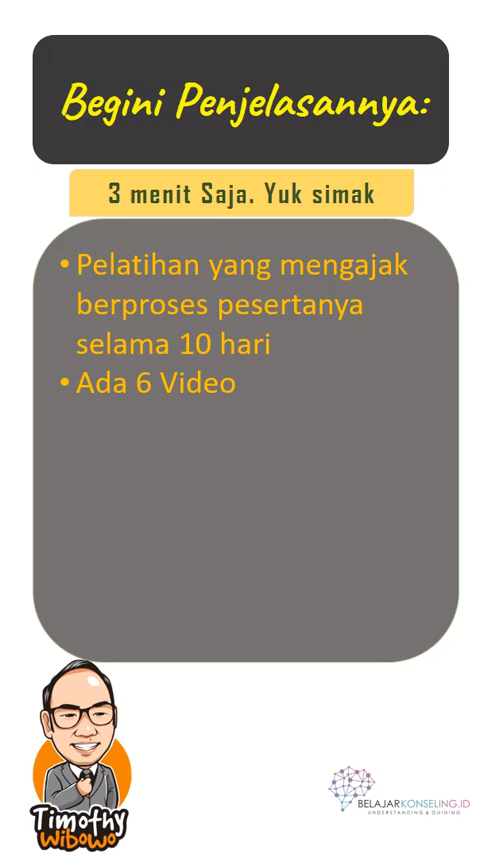 Begini Penjelasannya:
3 menit Saja. Yuk simak
• Pelatihan yang mengajak
berproses pesertanya
selama 10 hari
• Ada 6 Video
Timothy
Wibowo
BELAJARKONSELING.ID
UNDERSTANDING & GUIDING